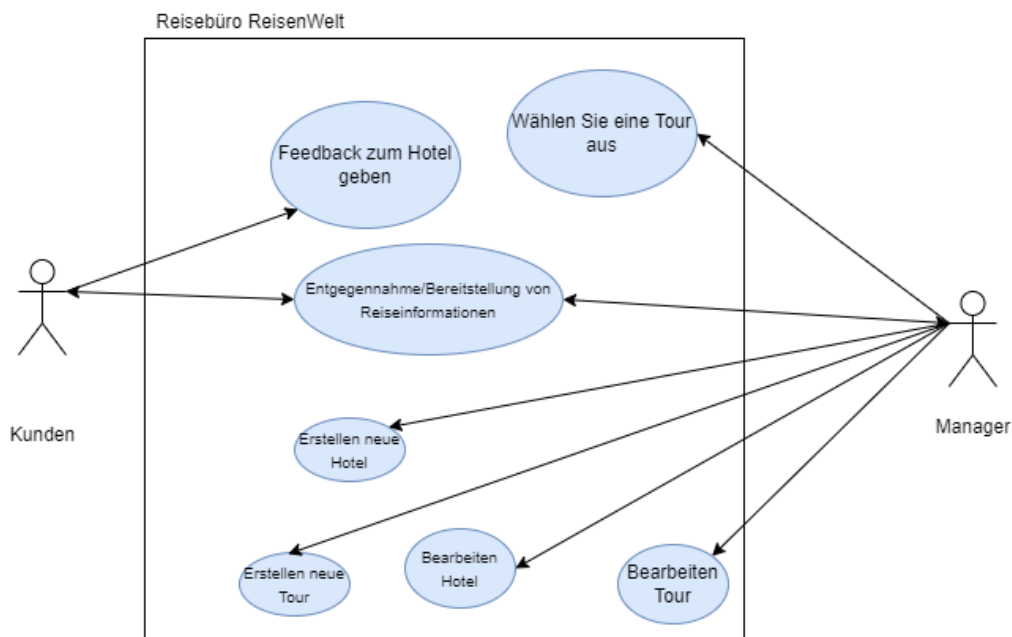 Reisebüro ReisenWelt
Wählen Sie eine Tour
aus
Feedback zum Hotel
geben
Entgegennahme/Bereitstellung von
Reiseinformationen
Kunden
Manager
Erstellen neue
Hotel
Erstellen neue
Tour
Bearbeiten
Hotel
Bearbeiten
Tour